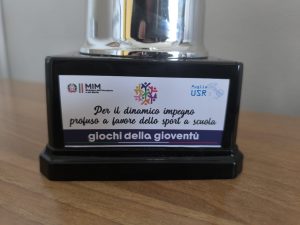 MIM
Puglia
USR
Per il dinamico impegno
profuso a favore dello sport a scuola
giochi della gioventù